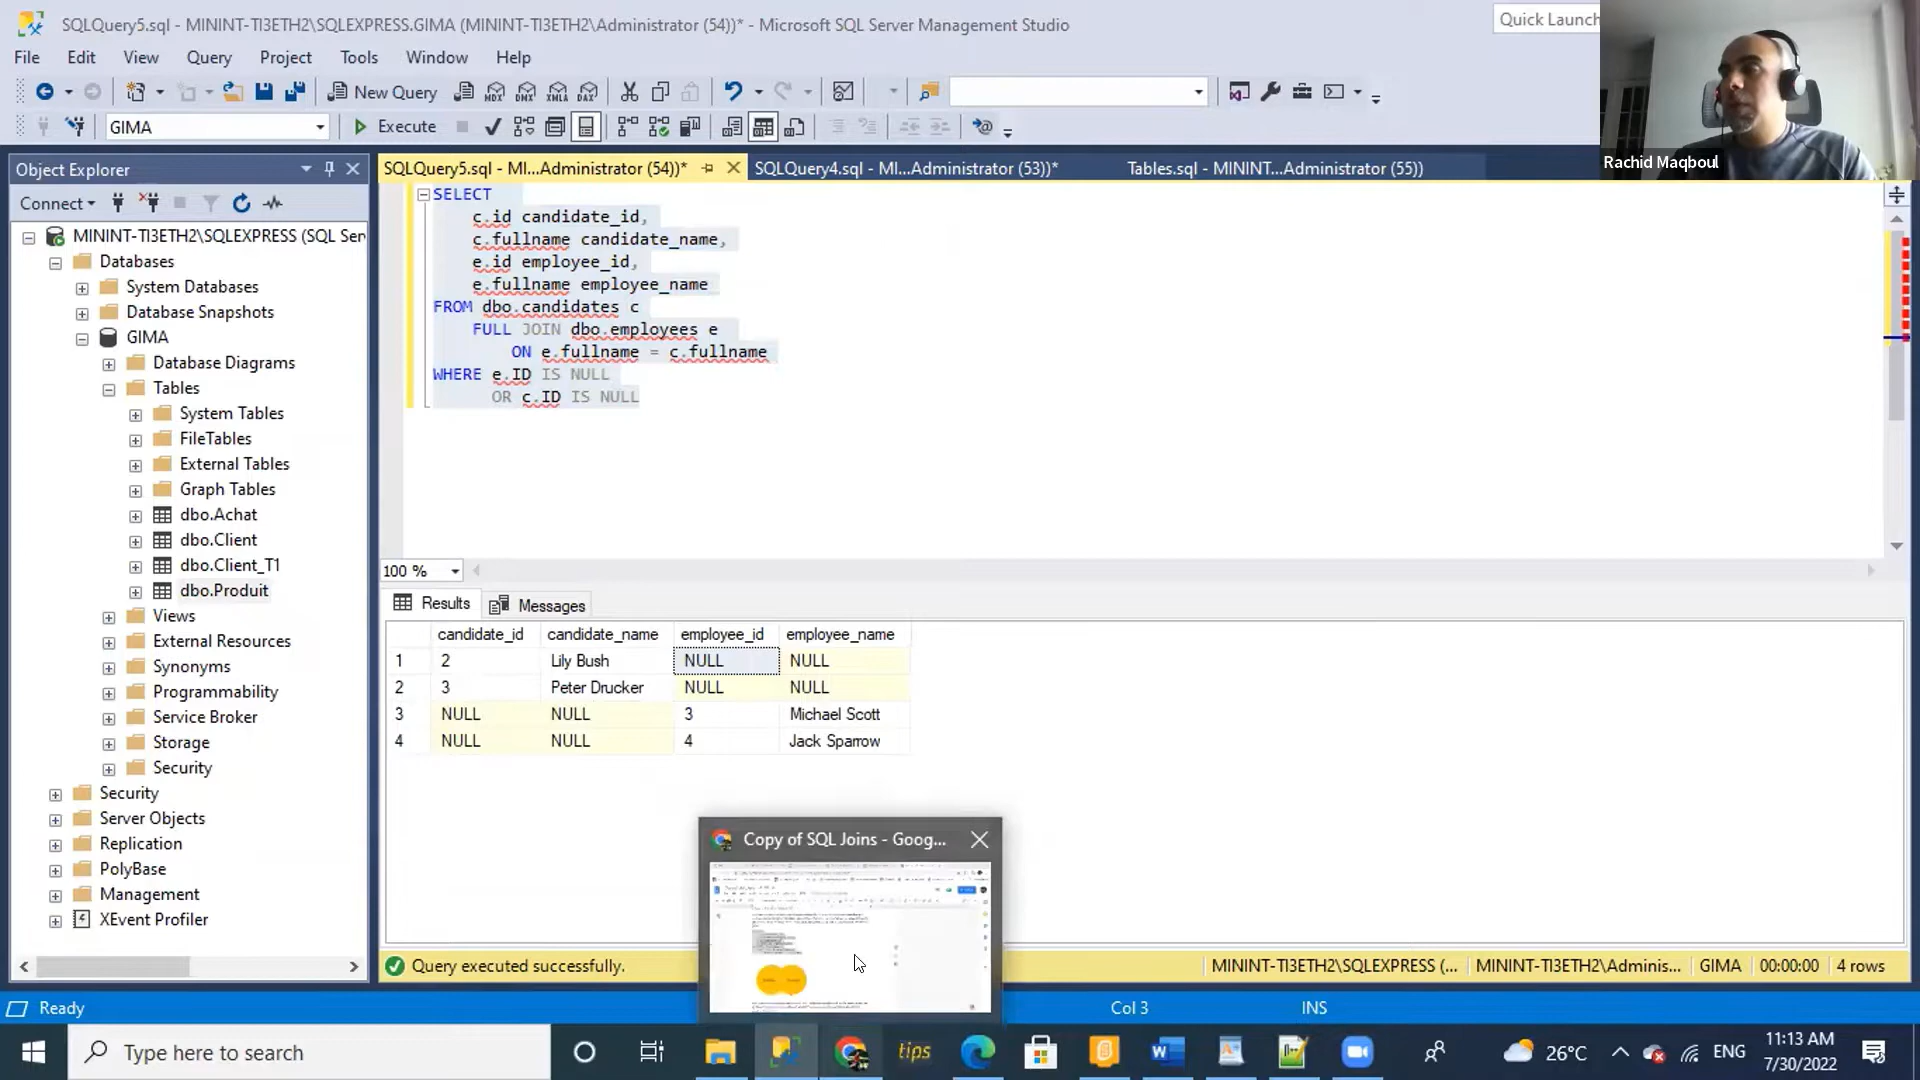 SQLQuery5.sql - MININT-TI3ETH2\SQLEXPRESS.GIMA (MININT-TI3ETH2\Administrator (54))* - Microsoft SQL Server Management Studio
Quick Launch
File Edit View Query Project Tools Window Help
New Query
MDX DMX XMLA DAX
GIMA
Execute
Rachid Maqboul
Object Explorer
SQLQuery5.sql - MI...Administrator (54))*
SQLQuery4.sql - MI...Administrator (53))*
Tables.sql - MININT...Administrator (55))
Connect
MININT-TI3ETH2\SQLEXPRESS (SQL Ser
Databases
System Databases
Database Snapshots
GIMA
Database Diagrams
Tables
System Tables
FileTables
External Tables
Graph Tables
dbo.Achat
dbo.Client
dbo.Client_T1
dbo.Produit
Views
External Resources
Synonyms
Programmability
Service Broker
Storage
Security
Security
Server Objects
Replication
PolyBase
Management
XEvent Profiler
SELECT
c.id candidate_id,
c.fullname candidate_name,
e.id employee_id,
e.fullname employee_name
FROM dbo.candidates c
FULL JOIN dbo.employees e
ON e.fullname = c.fullname
WHERE e.ID IS NULL
OR c.ID IS NULL
100 %
Results
Messages
candidate_id candidate_name employee_id employee_name
1 2 Lily Bush NULL NULL
2 3 Peter Drucker NULL NULL
3 NULL NULL 3 Michael Scott
4 NULL NULL 4 Jack Sparrow
Copy of SQL Joins - Goog...
Query executed successfully.
MININT-TI3ETH2\SQLEXPRESS (...
MININT-TI3ETH2\Adminis...
GIMA
00:00:00
4 rows
Ready
Col 3
INS
Type here to search
tips
26°C
ENG
11:13 AM
7/30/2022